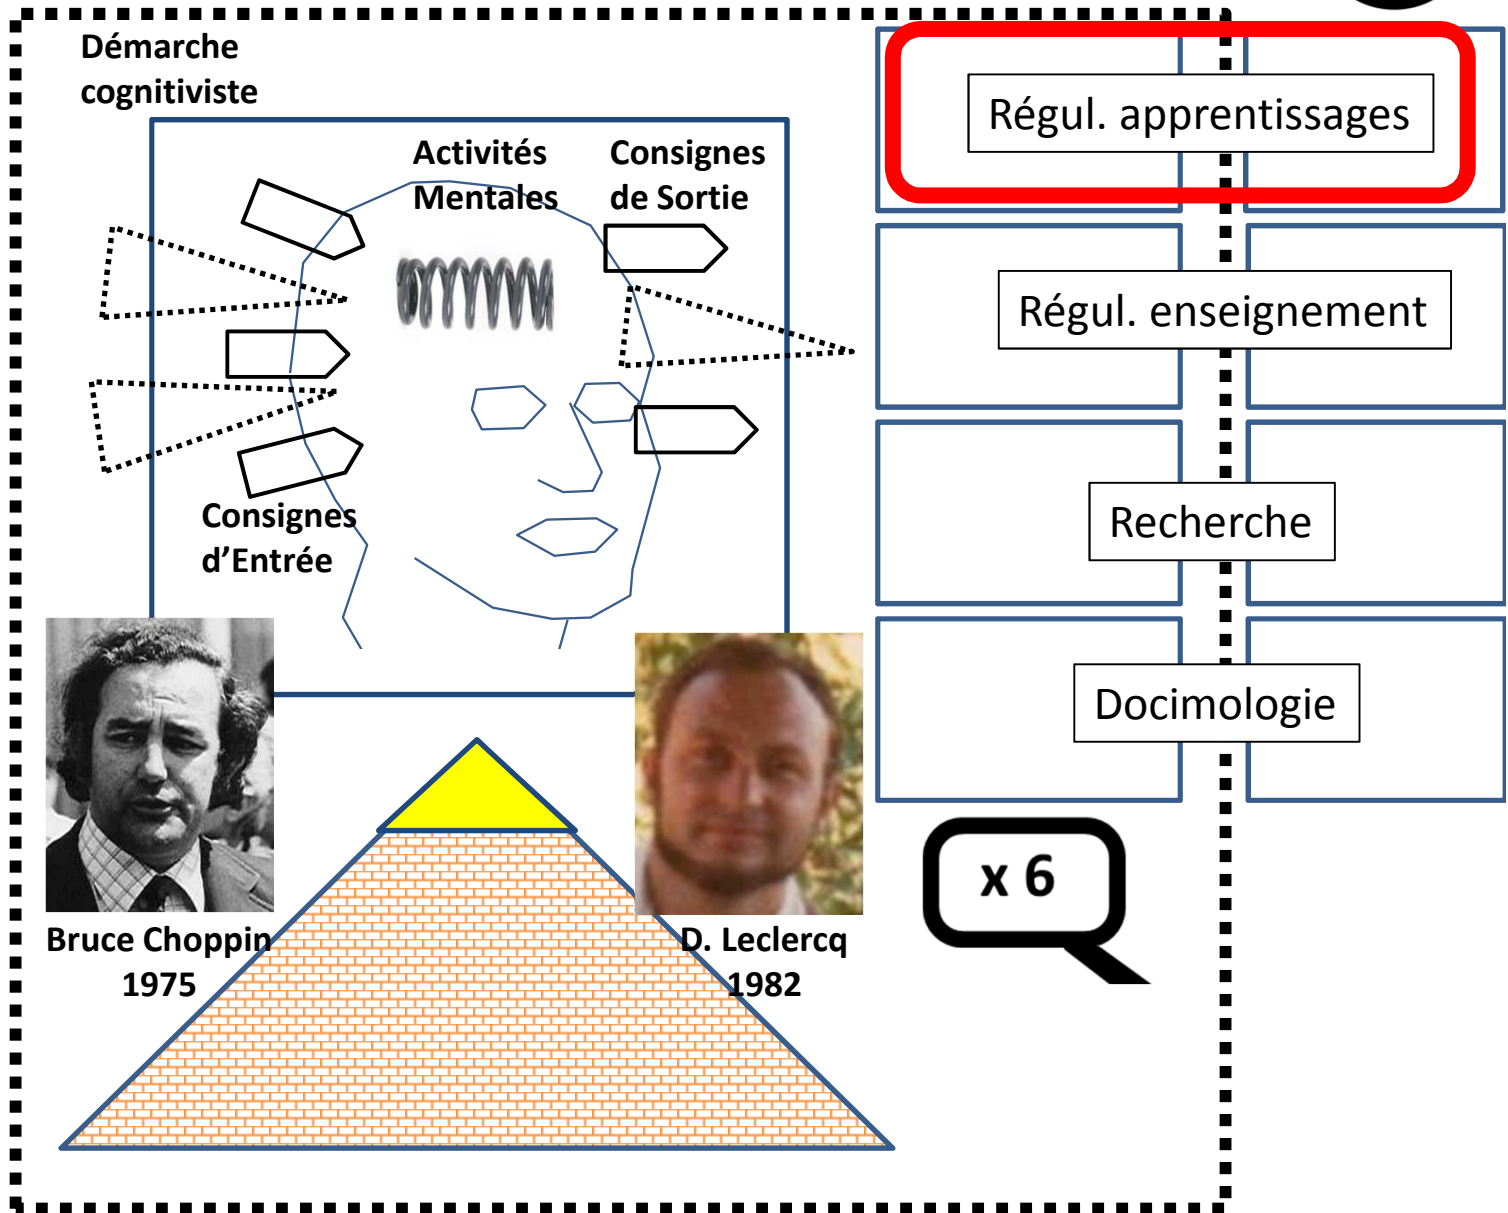 Démarche
cognitiviste
Activités
Mentales
Consignes
de Sortie
Consignes
d’Entrée
Bruce Choppin
1975
D. Leclercq
1982
Régul. apprentissages
Régul. enseignement
Recherche
Docimologie
x 6